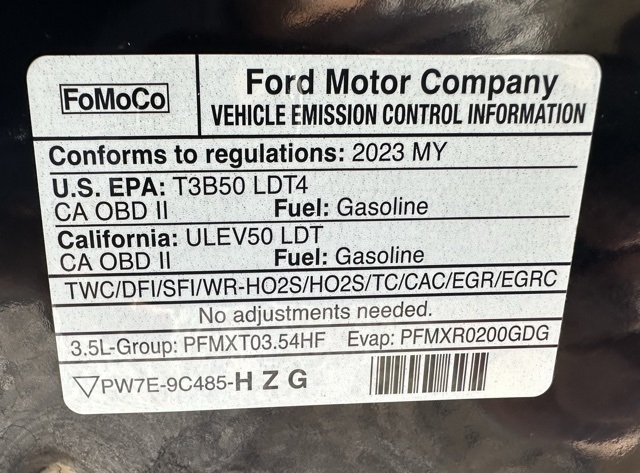 FoMoCo
Ford Motor Company
VEHICLE EMISSION CONTROL INFORMATION
Conforms to regulations: 2023 MY
U.S. EPA: T3B50 LDT4
CA OBD II Fuel: Gasoline
California: ULEV50 LDT
CA OBD II Fuel: Gasoline
TWC/DFI/SFI/WR-HO2S/HO2S/TC/CAC/EGR/EGRC
No adjustments needed.
3.5L-Group: PFMXT03.54HF Evap: PFMXR0200GDG
PW7E-9C485-H Z G